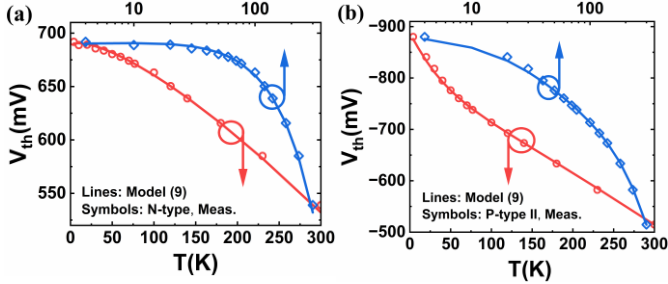 (a)
10 100
700
650
600
550
V_th(mV)
Lines: Model (9)
Symbols: N-type, Meas.
0 50 100 150 200 250 300
T(K)
(b)
10 100
−900
−800
−700
−600
−500
V_th(mV)
Lines: Model (9)
Symbols: P-type II, Meas.
0 50 100 150 200 250 300
T(K)